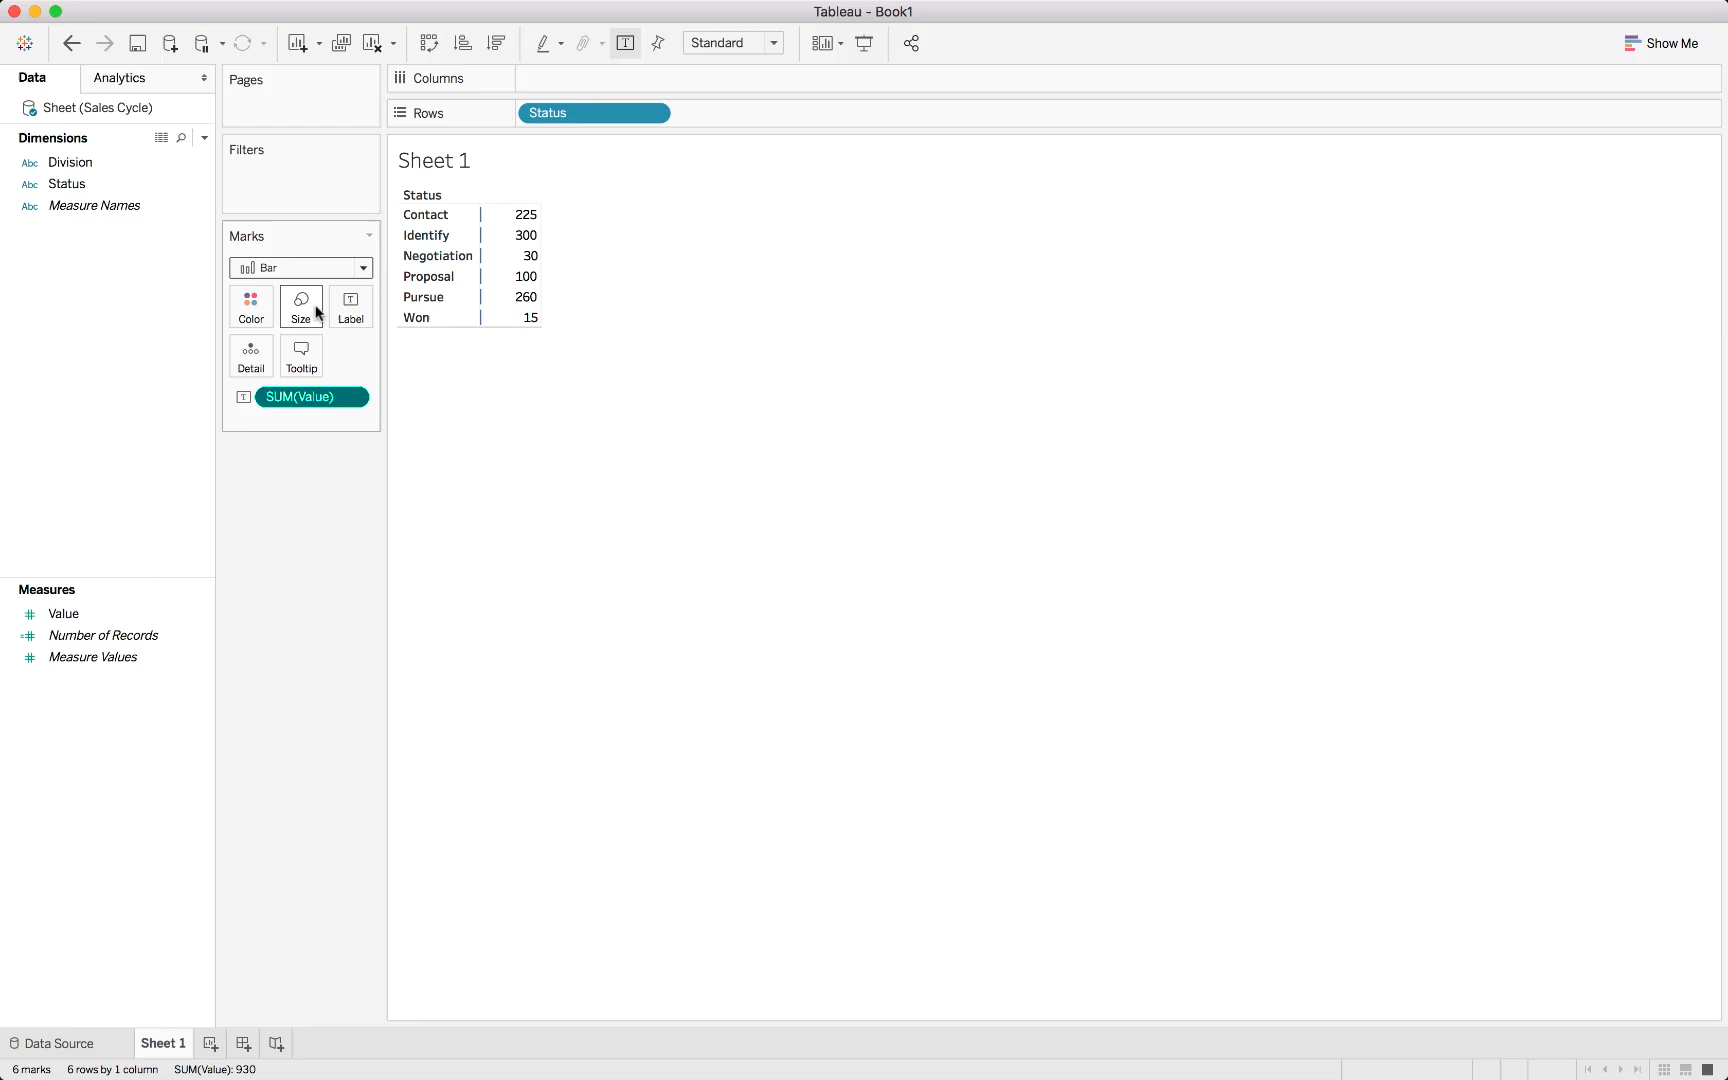 Tableau - Book1
Standard
Show Me
Data
Analytics
Sheet (Sales Cycle)
Dimensions
Abc Division
Abc Status
Abc Measure Names
Measures
Value
Number of Records
Measure Values
Pages
Filters
Marks
Bar
Color
Size
T
Label
Detail
Tooltip
T SUM(Value)
Columns
Rows
Status
Sheet 1
Status
Contact 225
Identify 300
Negotiation 30
Proposal 100
Pursue 260
Won 15
Data Source
Sheet 1
6 marks
6 rows by 1 column
SUM(Value): 930